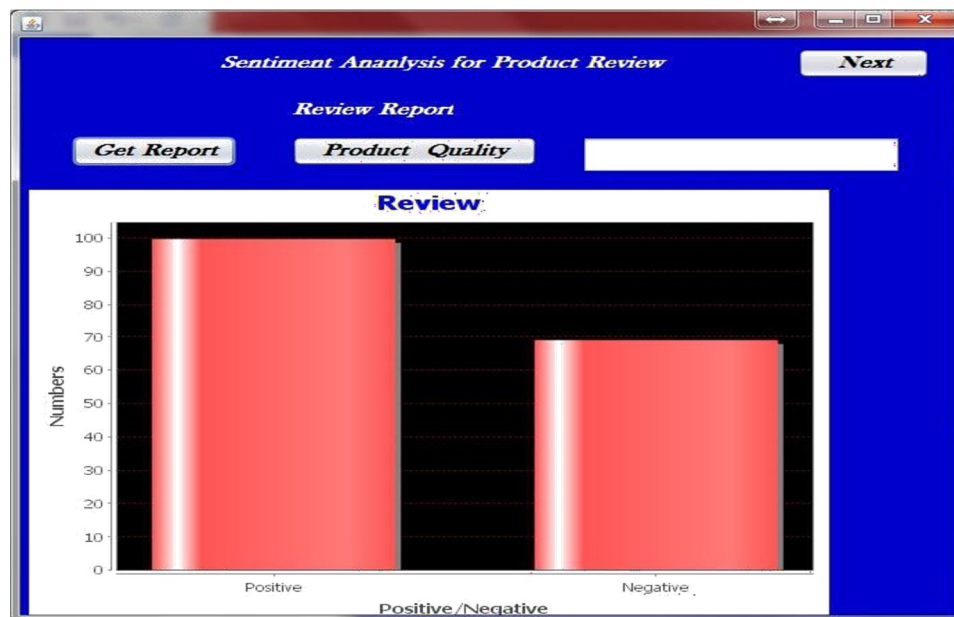 Sentiment Ananlysis for Product Review
Next
Review Report
Get Report
Product Quality
Review
100
90
80
70
60
50
40
30
20
10
0
Numbers
Positive
Negative
Positive/Negative